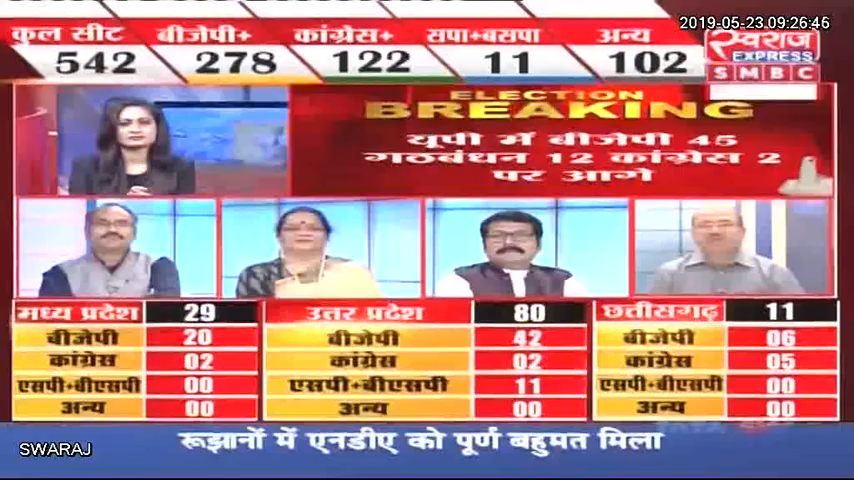 2019-05-23 09:26:46
कुल सीट बीजेपी+ कांग्रेस+ सपा+बसपा अन्य
542 278 122 11 102
स्वराज
EXPRESS
SMBC
ELECTION
BREAKING
यूपी में बीजेपी 45
गठबंधन 12 कांग्रेस 2
पर आगे
मध्य प्रदेश 29
बीजेपी 20
कांग्रेस 02
एसपी+बीएसपी 00
अन्य 00
उत्तर प्रदेश 80
बीजेपी 42
कांग्रेस 02
एसपी+बीएसपी 11
अन्य 00
छत्तीसगढ़ 11
बीजेपी 06
कांग्रेस 05
एसपी+बीएसपी 00
अन्य 00
रूझानों में एनडीए को पूर्ण बहुमत मिला
SWARAJ